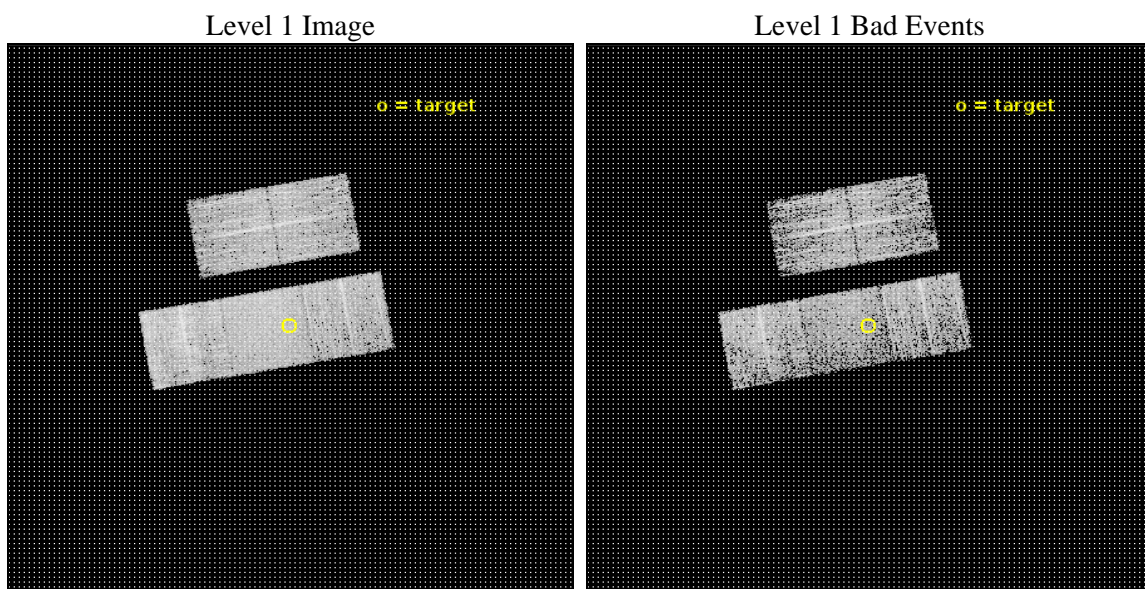 Level 1 Image
Level 1 Bad Events
o = target
o = target